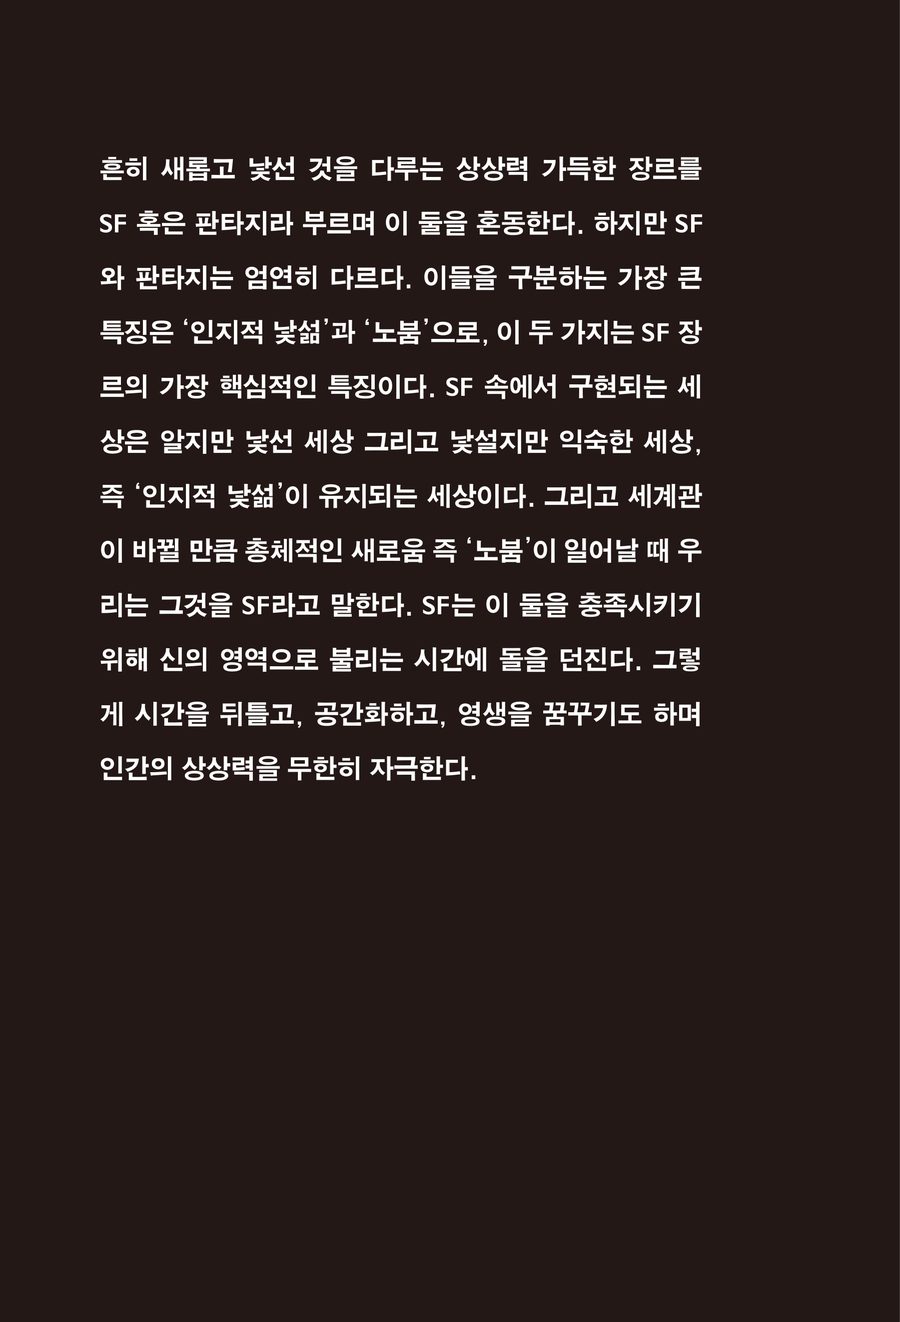 흔히 새롭고 낯선 것을 다루는 상상력 가득한 장르를
SF 혹은 판타지라 부르며 이 둘을 혼동한다. 하지만 SF
와 판타지는 엄연히 다르다. 이들을 구분하는 가장 큰
특징은 ‘인지적 낯섦’과 ‘노붐’으로, 이 두 가지는 SF 장
르의 가장 핵심적인 특징이다. SF 속에서 구현되는 세
상은 알지만 낯선 세상 그리고 낯설지만 익숙한 세상,
즉 ‘인지적 낯섦’이 유지되는 세상이다. 그리고 세계관
이 바뀔 만큼 총체적인 새로움 즉 ‘노붐’이 일어날 때 우
리는 그것을 SF라고 말한다. SF는 이 둘을 충족시키기
위해 신의 영역으로 불리는 시간에 돌을 던진다. 그렇
게 시간을 뒤틀고, 공간화하고, 영생을 꿈꾸기도 하며
인간의 상상력을 무한히 자극한다.